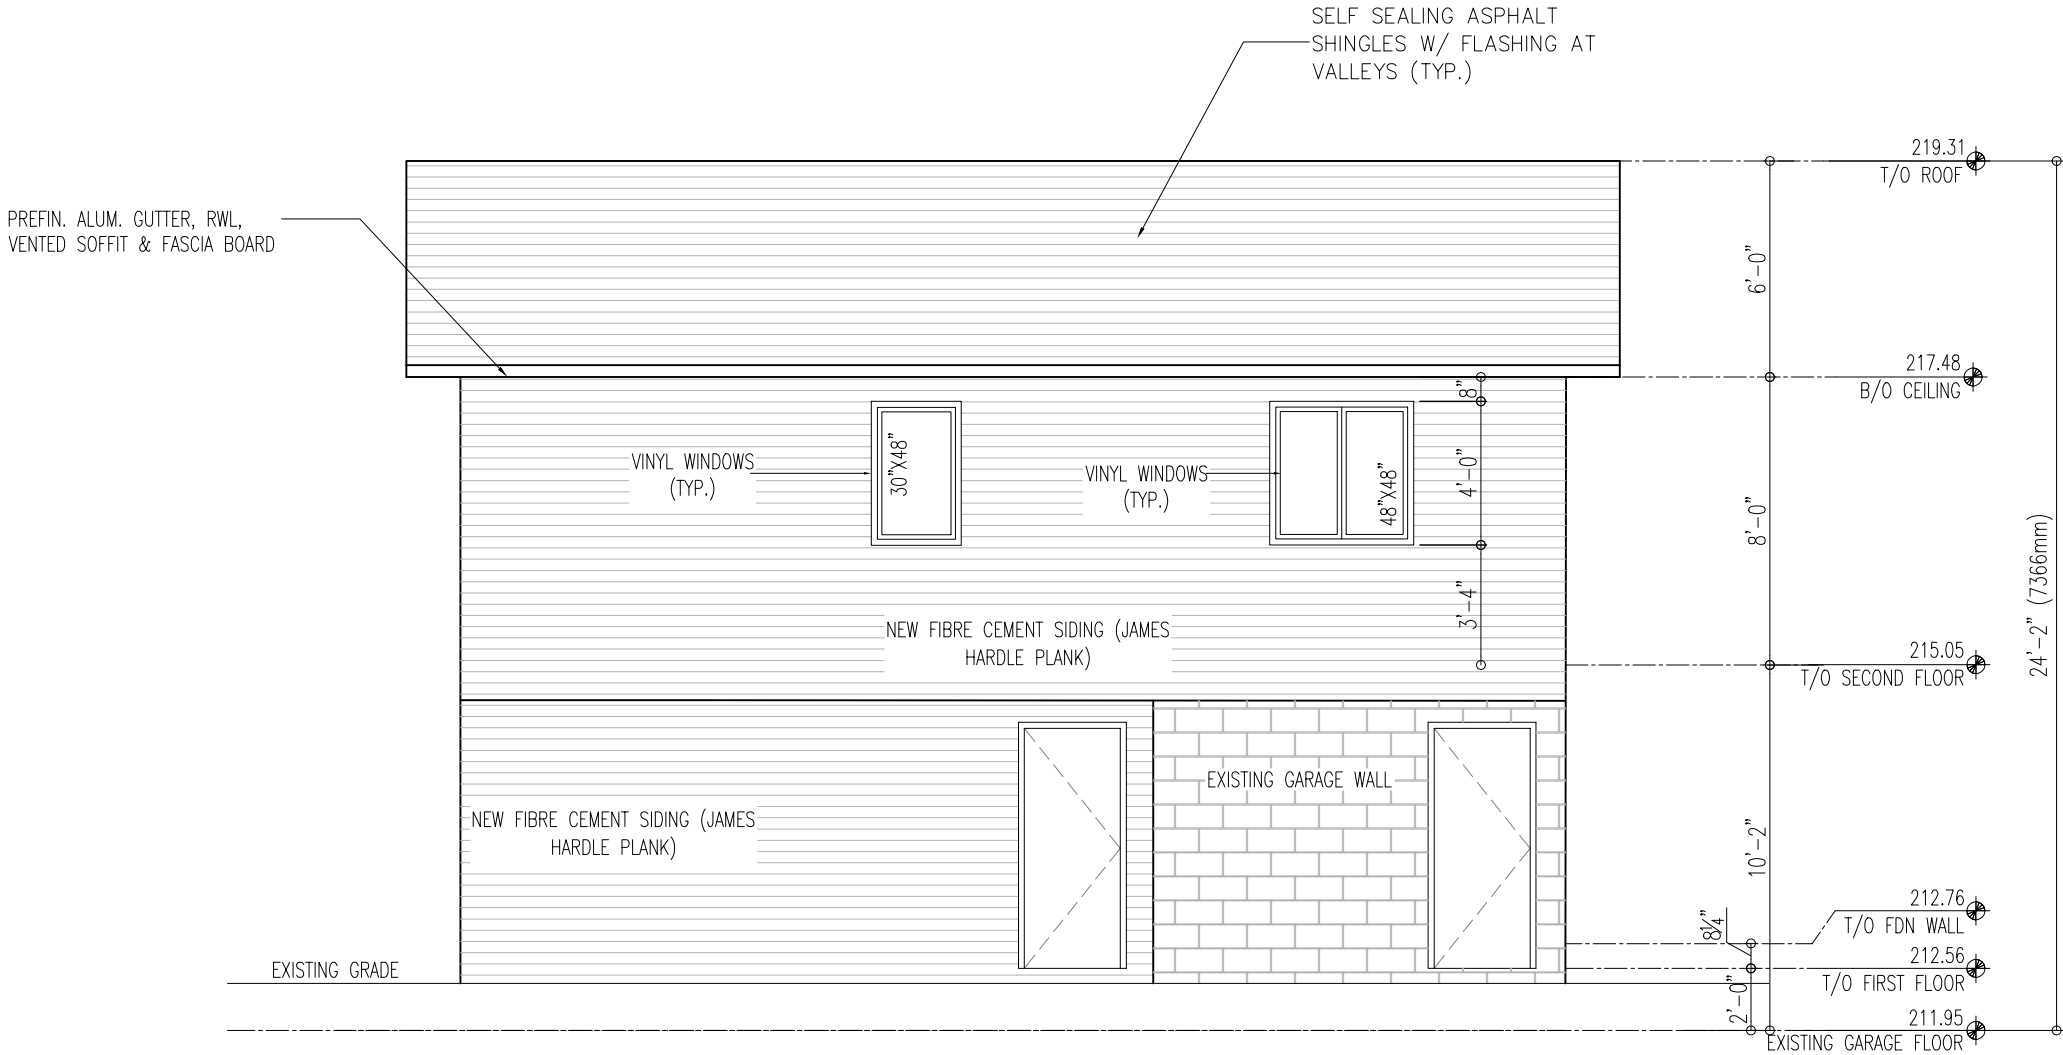 SELF SEALING ASPHALT
SHINGLES W/ FLASHING AT
VALLEYS (TYP.)
219.31
T/O ROOF
PREFIN. ALUM. GUTTER, RWL,
VENTED SOFFIT & FASCIA BOARD
6'-0"
217.48
B/O CEILING
8"
VINYL WINDOWS
(TYP.)
30"X48"
VINYL WINDOWS
(TYP.)
48"X48"
4'-0"
8'-0"
24'-2" (7366mm)
3'-4"
NEW FIBRE CEMENT SIDING (JAMES
HARDLE PLANK)
215.05
T/O SECOND FLOOR
EXISTING GARAGE WALL
NEW FIBRE CEMENT SIDING (JAMES
HARDLE PLANK)
10'-2"
212.76
T/O FDN WALL
8¼"
EXISTING GRADE
212.56
T/O FIRST FLOOR
2'-0"
211.95
EXISTING GARAGE FLOOR